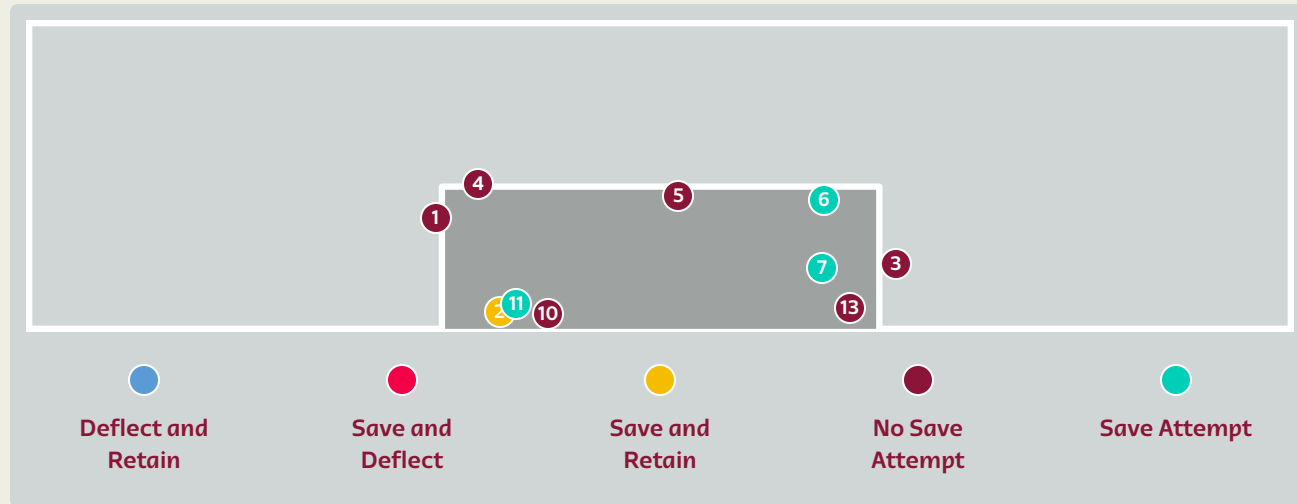 4
5
6
1
7
3
2
11
10
13
Deflect and
Retain
Save and
Deflect
Save and
Retain
No Save
Attempt
Save Attempt